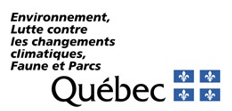 Environnement,
Lutte contre
les changements
climatiques,
Faune et Parcs
Québec